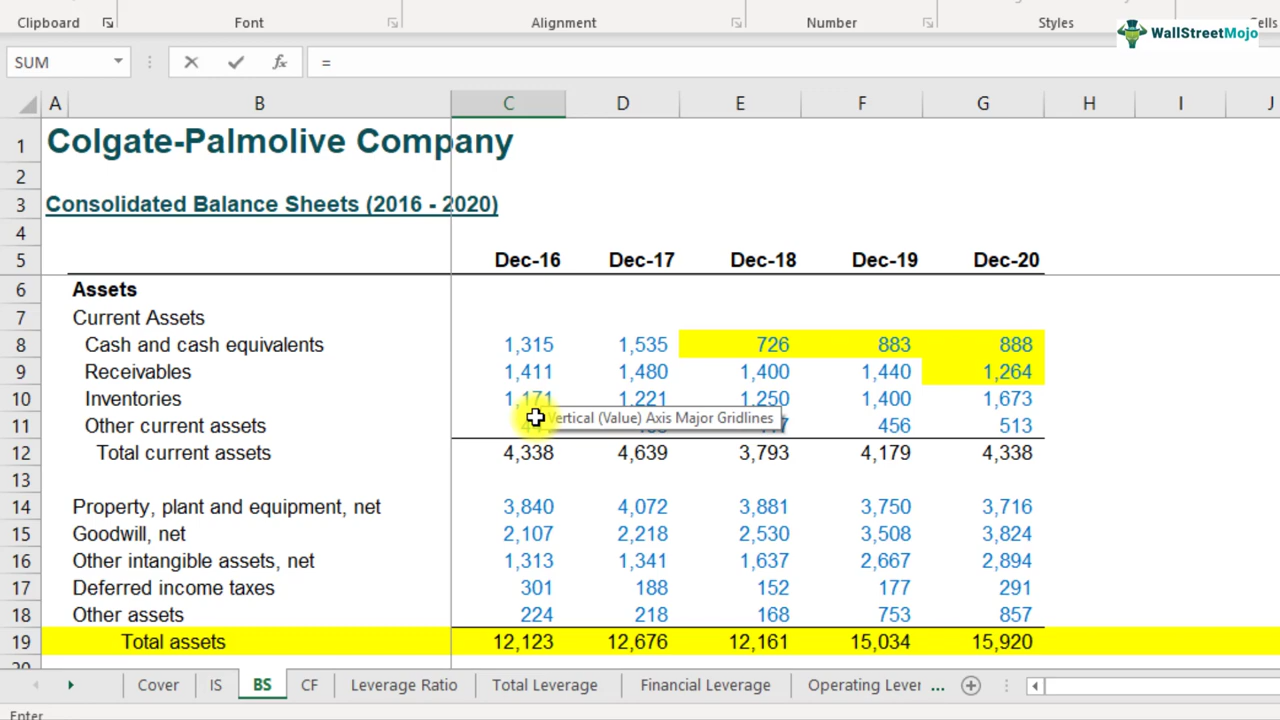 Clipboard Font Alignment Number Styles Cells
WallStreetMojo
SUM fx =
A B C D E F G H I J
1 Colgate-Palmolive Company
2
3 Consolidated Balance Sheets (2016 - 2020)
4
5 Dec-16 Dec-17 Dec-18 Dec-19 Dec-20
6 Assets
7 Current Assets
8 Cash and cash equivalents 1,315 1,535 726 883 888
9 Receivables 1,411 1,480 1,400 1,440 1,264
10 Inventories 1,171 1,221 1,250 1,400 1,673
Vertical (Value) Axis Major Gridlines
11 Other current assets 456 513
12 Total current assets 4,338 4,639 3,793 4,179 4,338
13
14 Property, plant and equipment, net 3,840 4,072 3,881 3,750 3,716
15 Goodwill, net 2,107 2,218 2,530 3,508 3,824
16 Other intangible assets, net 1,313 1,341 1,637 2,667 2,894
17 Deferred income taxes 301 188 152 177 291
18 Other assets 224 218 168 753 857
19 Total assets 12,123 12,676 12,161 15,034 15,920
Cover IS BS CF Leverage Ratio Total Leverage Financial Leverage Operating Lever ...
Enter